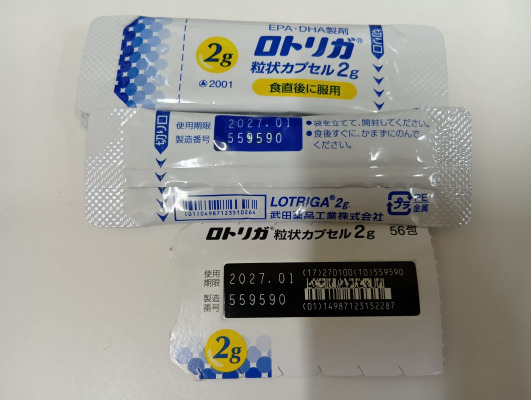 EPA・DHA製剤
2g
ロトリガ®
粒状カプセル2g
2001
食直後に服用
切り口
切り口
使用期限 2027.01
製造番号 559590
●袋を立てて、開封してください。
●食後すぐに、かまずにのんで
ください。
(01)04987123510264
LOTRIGA®2g
武田薬品工業株式会社
プラ
PE
金属
ロトリガ 粒状カプセル2g 56包
使用期限 2027.01
(17)270100(10)559590
製造番号 559590
(01)14987123152287
2g